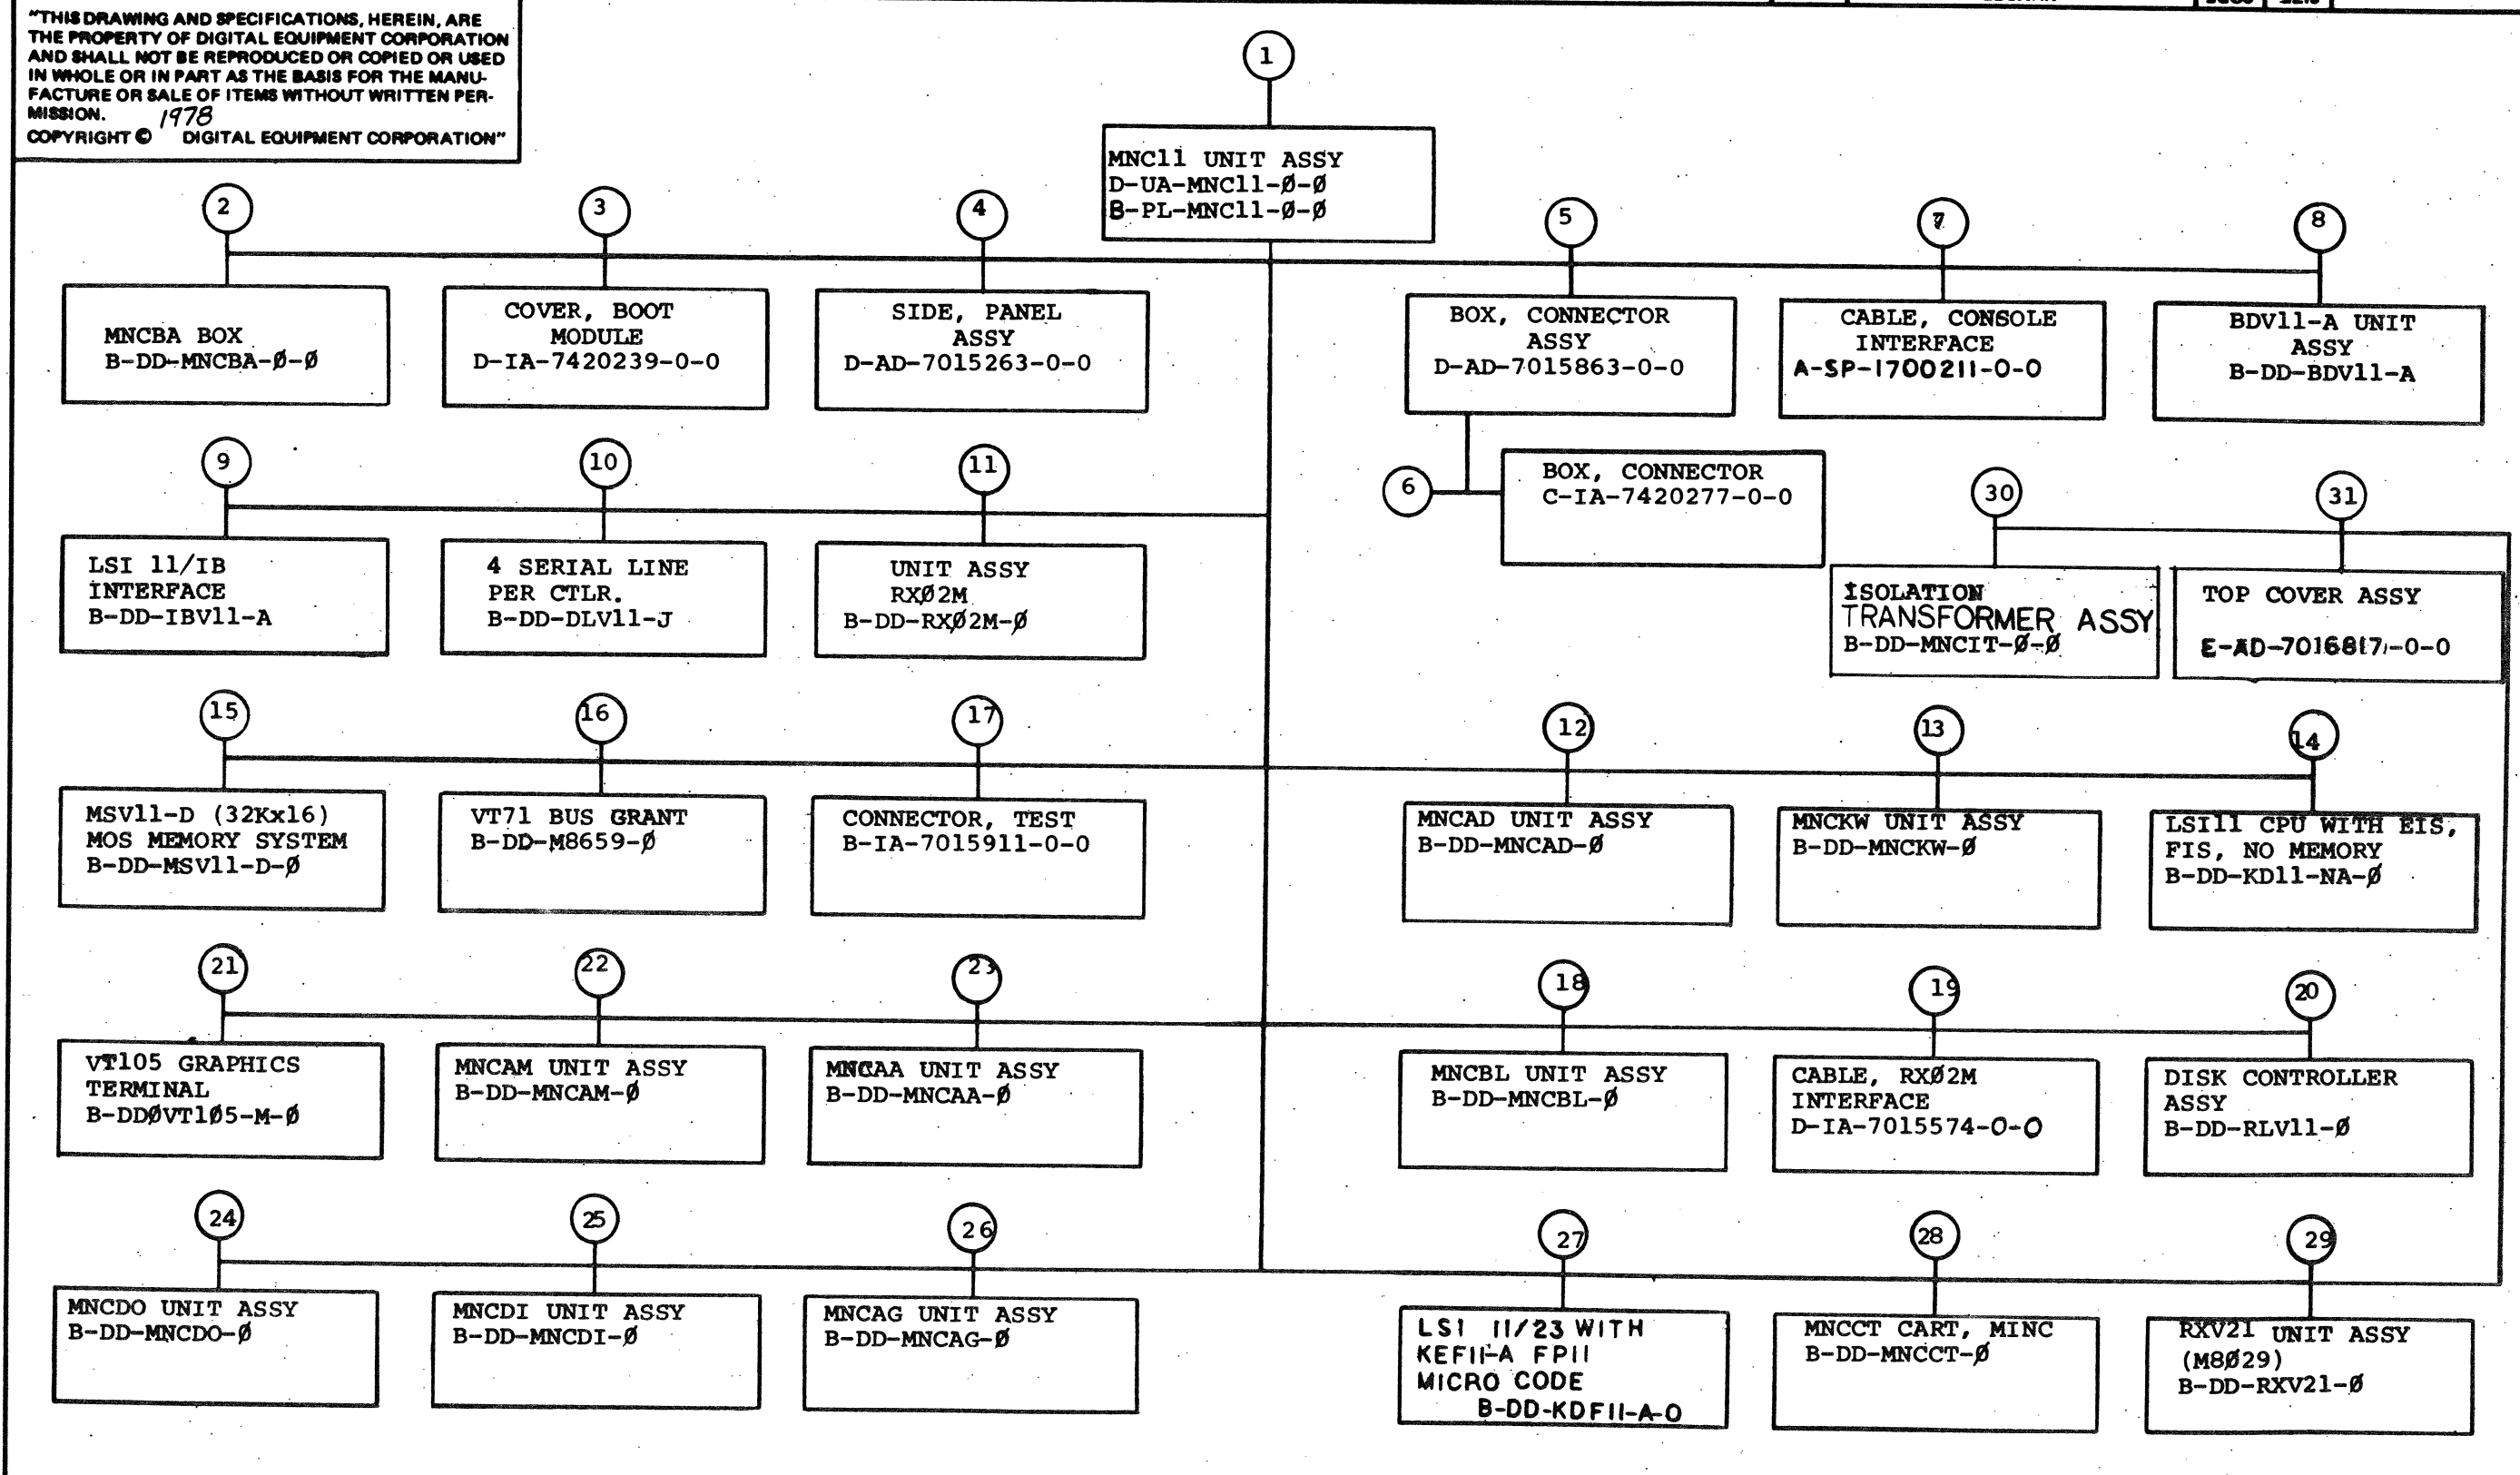 "THIS DRAWING AND SPECIFICATIONS, HEREIN, ARE
THE PROPERTY OF DIGITAL EQUIPMENT CORPORATION
AND SHALL NOT BE REPRODUCED OR COPIED OR USED
IN WHOLE OR IN PART AS THE BASIS FOR THE MANU-
FACTURE OR SALE OF ITEMS WITHOUT WRITTEN PER-
MISSION.
1978
COPYRIGHT © DIGITAL EQUIPMENT CORPORATION"
1
MNC11 UNIT ASSY
D-UA-MNC11-Ø-Ø
B-PL-MNC11-Ø-Ø
2
MNCBA BOX
B-DD-MNCBA-Ø-Ø
3
COVER, BOOT
MODULE
D-IA-7420239-0-0
4
SIDE, PANEL
ASSY
D-AD-7015263-0-0
5
BOX, CONNECTOR
ASSY
D-AD-7015863-0-0
7
CABLE, CONSOLE
INTERFACE
A-SP-1700211-0-0
8
BDV11-A UNIT
ASSY
B-DD-BDV11-A
6
BOX, CONNECTOR
C-IA-7420277-0-0
9
LSI 11/IB
INTERFACE
B-DD-IBV11-A
10
4 SERIAL LINE
PER CTLR.
B-DD-DLV11-J
11
UNIT ASSY
RXØ2M
B-DD-RXØ2M-Ø
30
ISOLATION
TRANSFORMER ASSY
B-DD-MNCIT-Ø-Ø
31
TOP COVER ASSY
E-AD-7016817-0-0
15
MSV11-D (32Kx16)
MOS MEMORY SYSTEM
B-DD-MSV11-D-Ø
16
VT71 BUS GRANT
B-DD-M8659-Ø
17
CONNECTOR, TEST
B-IA-7015911-0-0
12
MNCAD UNIT ASSY
B-DD-MNCAD-Ø
13
MNCKW UNIT ASSY
B-DD-MNCKW-Ø
14
LSI11 CPU WITH EIS,
FIS, NO MEMORY
B-DD-KD11-NA-Ø
21
VT105 GRAPHICS
TERMINAL
B-DDØVT1Ø5-M-Ø
22
MNCAM UNIT ASSY
B-DD-MNCAM-Ø
23
MNCAA UNIT ASSY
B-DD-MNCAA-Ø
18
MNCBL UNIT ASSY
B-DD-MNCBL-Ø
19
CABLE, RXØ2M
INTERFACE
D-IA-7015574-0-0
20
DISK CONTROLLER
ASSY
B-DD-RLV11-Ø
24
MNCDO UNIT ASSY
B-DD-MNCDO-Ø
25
MNCDI UNIT ASSY
B-DD-MNCDI-Ø
26
MNCAG UNIT ASSY
B-DD-MNCAG-Ø
27
LSI 11/23 WITH
KEF11-A FP11
MICRO CODE
B-DD-KDF11-A-0
28
MNCCT CART, MINC
B-DD-MNCCT-Ø
29
RXV21 UNIT ASSY
(M8Ø29)
B-DD-RXV21-Ø